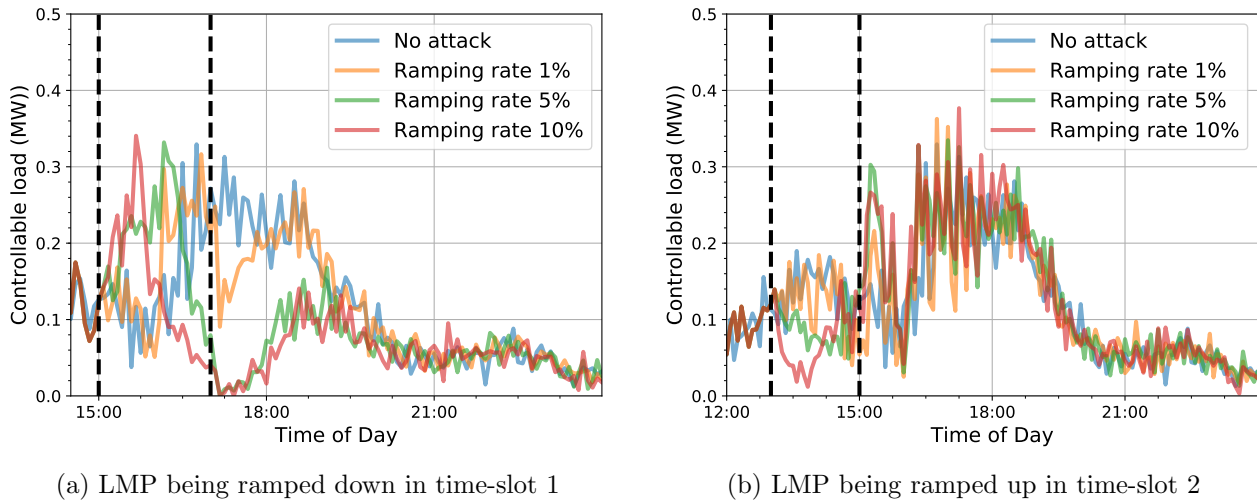 0.5
0.4
0.3
0.2
0.1
0.0
Controllable load (MW))
15:00
18:00
21:00
Time of Day
No attack
Ramping rate 1%
Ramping rate 5%
Ramping rate 10%
(a) LMP being ramped down in time-slot 1
0.5
0.4
0.3
0.2
0.1
0.0
Controllable load (MW))
12:00
15:00
18:00
21:00
Time of Day
No attack
Ramping rate 1%
Ramping rate 5%
Ramping rate 10%
(b) LMP being ramped up in time-slot 2